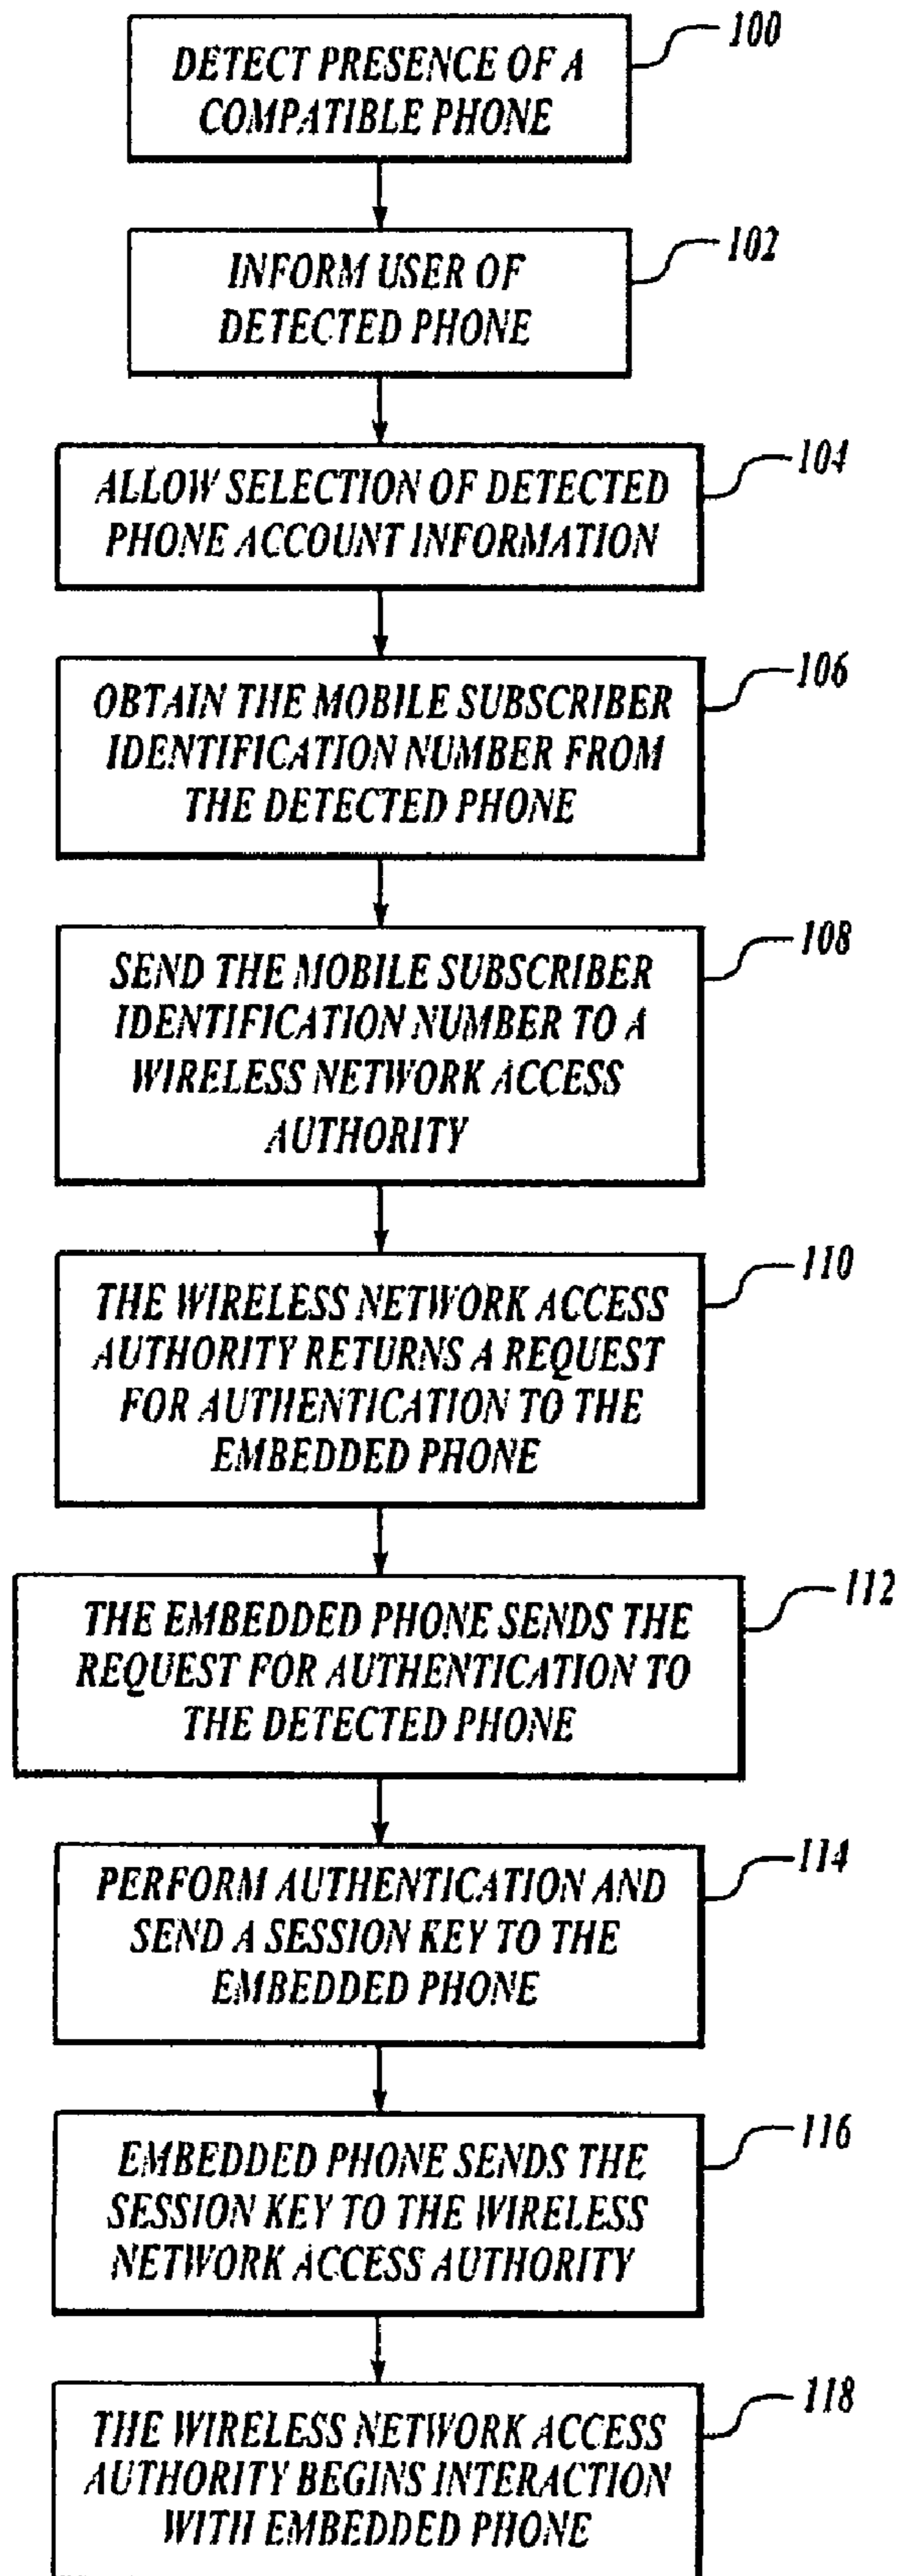 100
DETECT PRESENCE OF A
COMPATIBLE PHONE
102
INFORM USER OF
DETECTED PHONE
104
ALLOW SELECTION OF DETECTED
PHONE ACCOUNT INFORMATION
106
OBTAIN THE MOBILE SUBSCRIBER
IDENTIFICATION NUMBER FROM
THE DETECTED PHONE
108
SEND THE MOBILE SUBSCRIBER
IDENTIFICATION NUMBER TO A
WIRELESS NETWORK ACCESS
AUTHORITY
110
THE WIRELESS NETWORK ACCESS
AUTHORITY RETURNS A REQUEST
FOR AUTHENTICATION TO THE
EMBEDDED PHONE
112
THE EMBEDDED PHONE SENDS THE
REQUEST FOR AUTHENTICATION TO
THE DETECTED PHONE
114
PERFORM AUTHENTICATION AND
SEND A SESSION KEY TO THE
EMBEDDED PHONE
116
EMBEDDED PHONE SENDS THE
SESSION KEY TO THE WIRELESS
NETWORK ACCESS AUTHORITY
118
THE WIRELESS NETWORK ACCESS
AUTHORITY BEGINS INTERACTION
WITH EMBEDDED PHONE